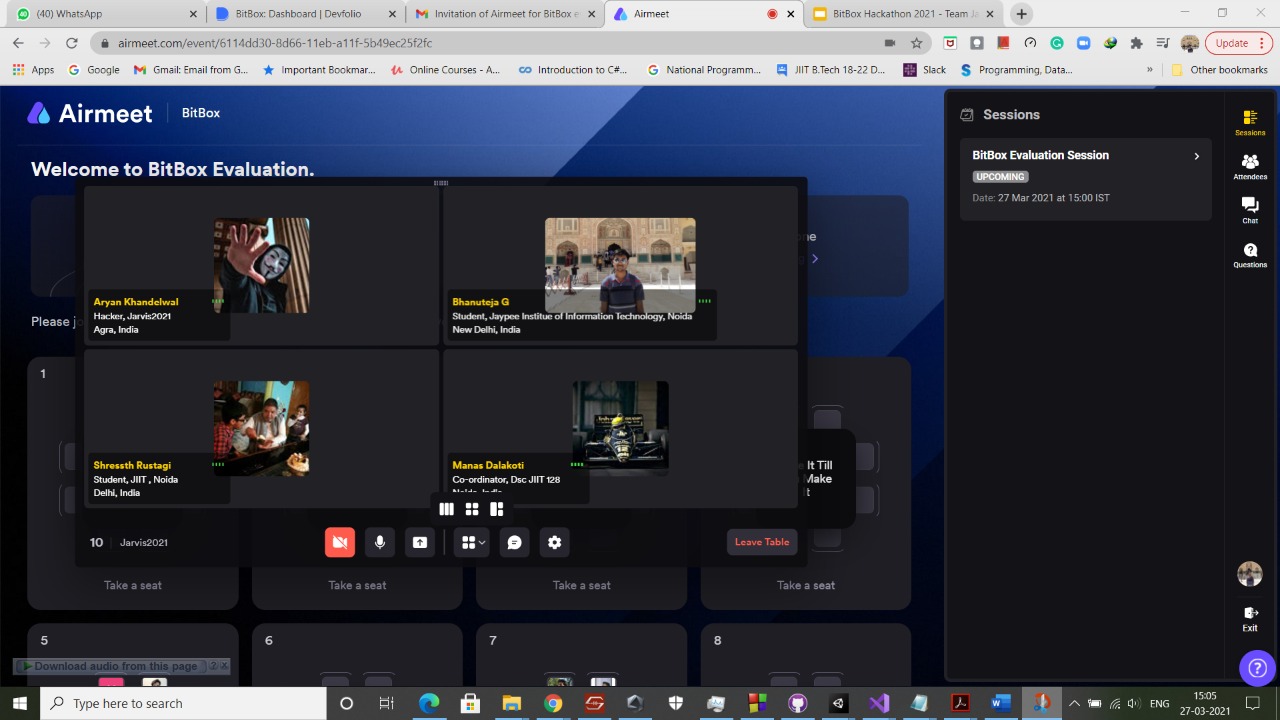 (40) WhatsApp
BitBox: Dashboard | Devfolio
Invitation of Airmeet for BitBox e
Airmeet
BitBox Hackathon 2021 - Team Ja
airmeet.com/event/6114dd30-8d66-11eb-a11f-5b49ec25f2fc
Update
Apps
Google
Gmail: Email from G...
Important Bookmar...
Online Courses - A...
Introduction to C#...
National Programm...
JIIT B.Tech 18-22 D...
Slack
Programming, Data...
»
Other bookmarks
Airmeet
BitBox
Welcome to BitBox Evaluation.
Please j
Aryan Khandelwal
Hacker, Jarvis2021
Agra, India
Bhanuteja G
Student, Jaypee Institue of Information Technology, Noida
New Delhi, India
Shressth Rustagi
Student, JIIT , Noida
Delhi, India
Manas Dalakoti
Co-ordinator, Dsc JIIT 128
Noida, India
10
Jarvis2021
Leave Table
1
It Till
Make
It
Take a seat
Take a seat
Take a seat
Take a seat
5
6
7
8
Download audio from this page
Sessions
BitBox Evaluation Session
UPCOMING
Date: 27 Mar 2021 at 15:00 IST
Sessions
Attendees
Chat
Questions
Exit
?
Type here to search
ENG
15:05
27-03-2021